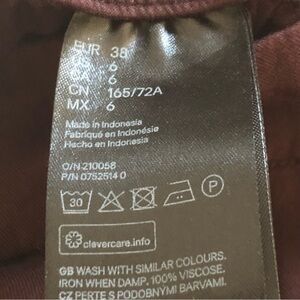 EUR 38
US 6
CA 6
CN 165/72A
MX 6
Made in Indonesia
Fabriqué en Indonésie
Hecho en Indonesia
O/N 210058
P/N 0752514 0
30
P
clevercare.info
GB WASH WITH SIMILAR COLOURS.
IRON WHEN DAMP. 100% VISCOSE.
CZ PERTE S PODOBNÝMI BARVAMI.